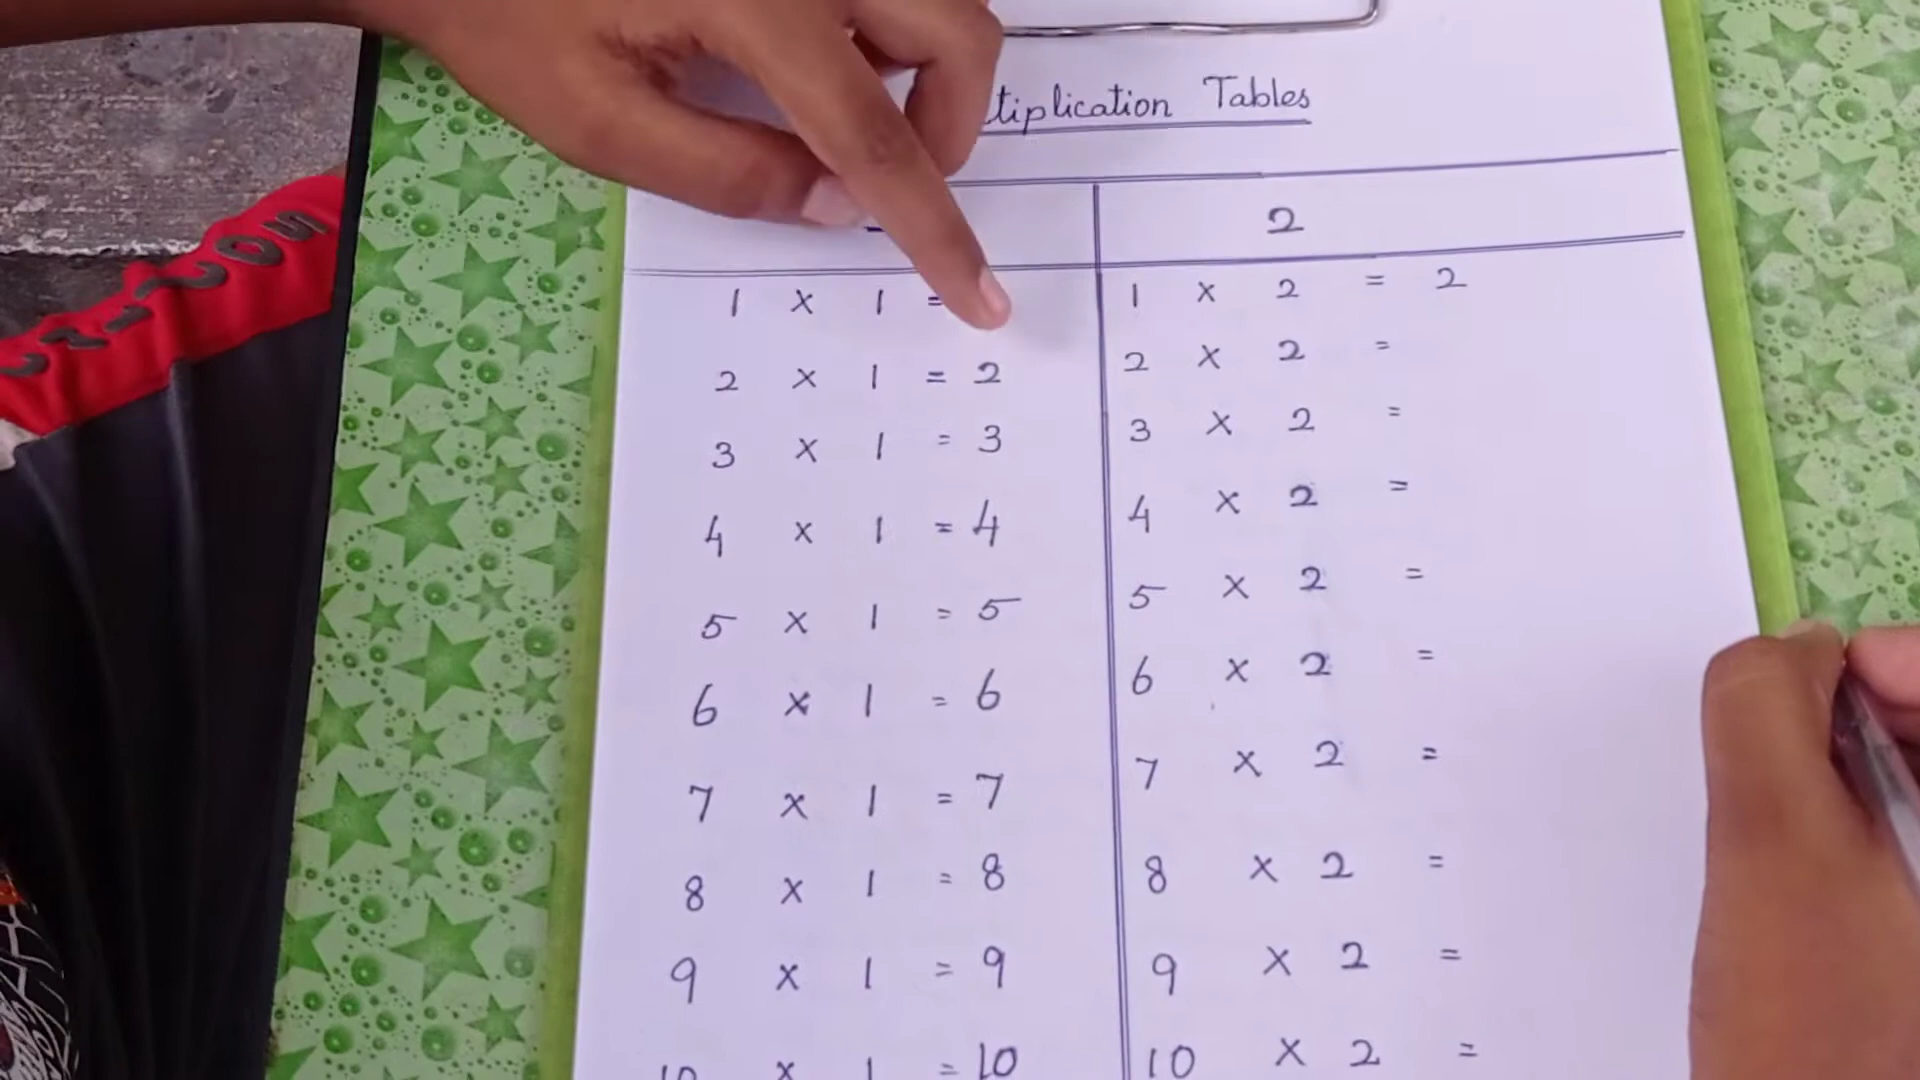 tiplication Tables
2
1 x 1 =
2 x 1 = 2
3 x 1 = 3
4 x 1 = 4
5 x 1 = 5
6 x 1 = 6
7 x 1 = 7
8 x 1 = 8
9 x 1 = 9
10 x 1 = 10
1 x 2 = 2
2 x 2 =
3 x 2 =
4 x 2 =
5 x 2 =
6 x 2 =
7 x 2 =
8 x 2 =
9 x 2 =
10 x 2 =